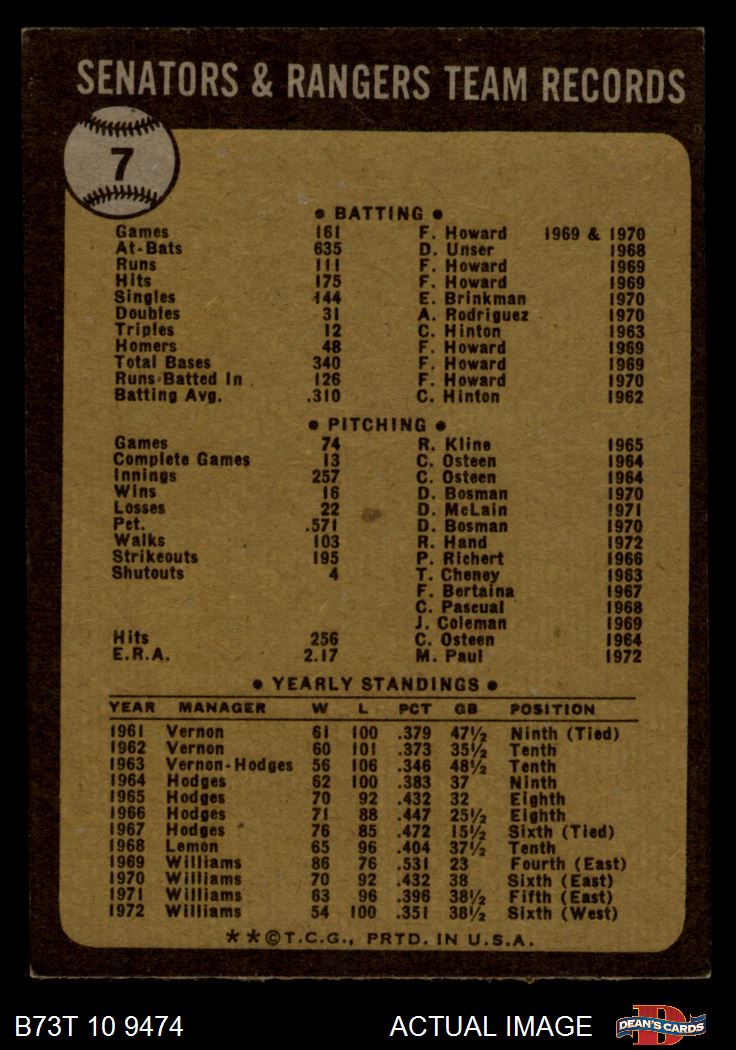 SENATORS & RANGERS TEAM RECORDS
7
• BATTING •
Games 161 F. Howard 1969 & 1970
At-Bats 635 D. Unser 1968
Runs 111 F. Howard 1969
Hits 175 F. Howard 1969
Singles 144 E. Brinkman 1970
Doubles 31 A. Rodriguez 1970
Triples 12 C. Hinton 1963
Homers 48 F. Howard 1969
Total Bases 340 F. Howard 1969
Runs Batted In 126 F. Howard 1970
Batting Avg. .310 C. Hinton 1962
• PITCHING •
Games 74 R. Kline 1965
Complete Games 13 C. Osteen 1964
Innings 257 C. Osteen 1964
Wins 16 D. Bosman 1970
Losses 22 D. McLain 1971
Pct. .571 D. Bosman 1970
Walks 103 R. Hand 1972
Strikeouts 195 P. Richert 1966
Shutouts 4 T. Cheney 1963
F. Bertaina 1967
C. Pascual 1968
J. Coleman 1969
Hits 256 C. Osteen 1964
E.R.A. 2.17 M. Paul 1972
• YEARLY STANDINGS •
YEAR MANAGER W L PCT GB POSITION
1961 Vernon 61 100 .379 47½ Ninth (Tied)
1962 Vernon 60 101 .373 35½ Tenth
1963 Vernon-Hodges 56 106 .346 48½ Tenth
1964 Hodges 62 100 .383 37 Ninth
1965 Hodges 70 92 .432 32 Eighth
1966 Hodges 71 88 .447 25½ Eighth
1967 Hodges 76 85 .472 15½ Sixth (Tied)
1968 Lemon 65 96 .404 37½ Tenth
1969 Williams 86 76 .531 23 Fourth (East)
1970 Williams 70 92 .432 38 Sixth (East)
1971 Williams 63 96 .396 38½ Fifth (East)
1972 Williams 54 100 .351 38½ Sixth (West)
**©T.C.G., PRTD. IN U.S.A.
B73T 10 9474 ACTUAL IMAGE
D
DEAN'S CARDS